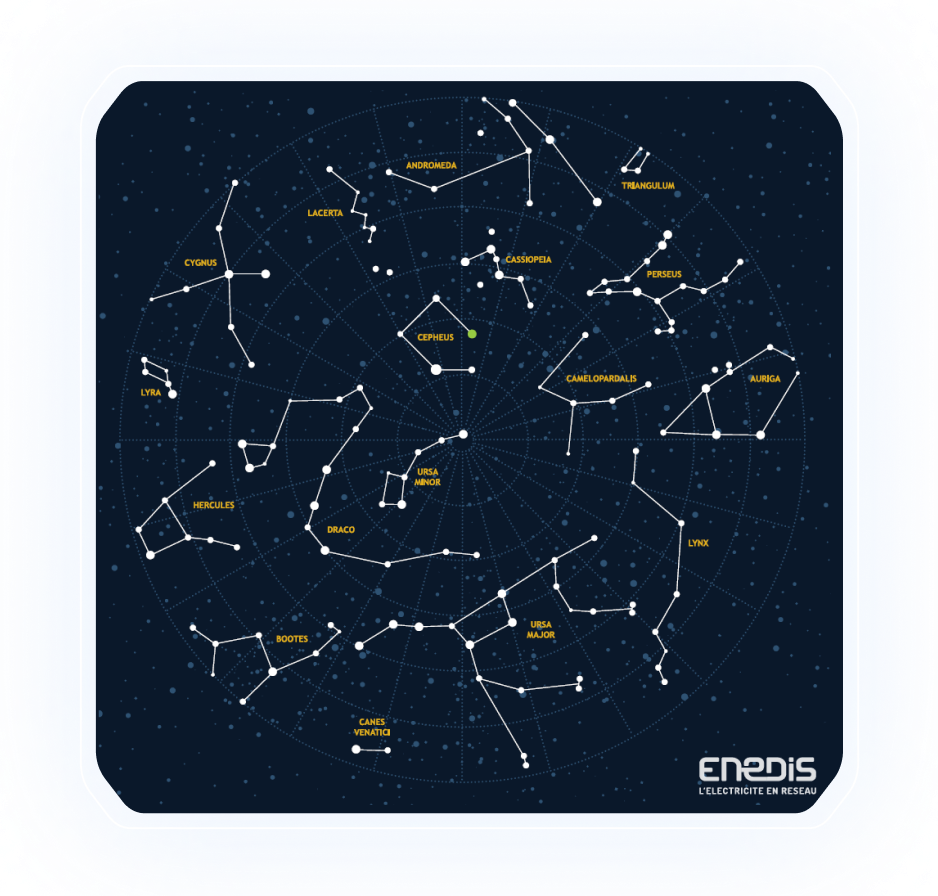 ANDROMEDA
TRIANGULUM
LACERTA
CYGNUS
CASSIOPEIA
PERSEUS
CEPHEUS
CAMELOPARDALIS
AURIGA
LYRA
URSA
MINOR
HERCULES
DRACO
LYNX
URSA
MAJOR
BOOTES
CANES
VENATICI
ENEDIS
L'ELECTRICITE EN RESEAU